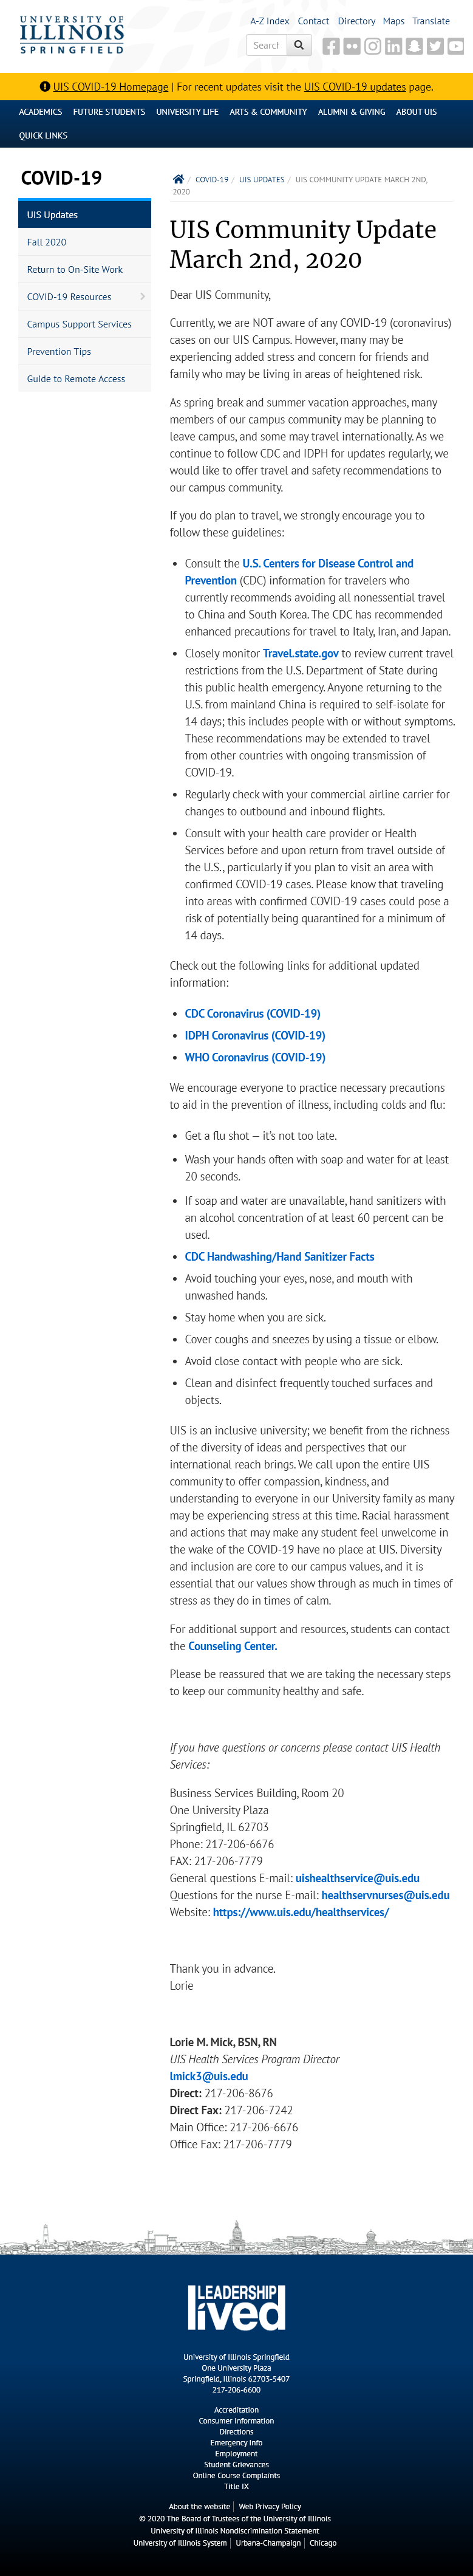 UNIVERSITY OF
ILLINOIS
SPRINGFIELD
A-Z Index Contact Directory Maps Translate
Search
UIS COVID-19 Homepage | For recent updates visit the UIS COVID-19 updates page.
ACADEMICS FUTURE STUDENTS UNIVERSITY LIFE ARTS & COMMUNITY ALUMNI & GIVING ABOUT UIS
QUICK LINKS
COVID-19
UIS Updates
Fall 2020
Return to On-Site Work
COVID-19 Resources
Campus Support Services
Prevention Tips
Guide to Remote Access
/ COVID-19 / UIS UPDATES / UIS COMMUNITY UPDATE MARCH 2ND,
2020
UIS Community Update
March 2nd, 2020
Dear UIS Community,
Currently, we are NOT aware of any COVID-19 (coronavirus)
cases on our UIS Campus. However, many may be
experiencing added stress and concern for friends and
family who may be living in areas of heightened risk.
As spring break and summer vacation approaches, many
members of our campus community may be planning to
leave campus, and some may travel internationally. As we
continue to follow CDC and IDPH for updates regularly, we
would like to offer travel and safety recommendations to
our campus community.
If you do plan to travel, we strongly encourage you to
follow these guidelines:
• Consult the U.S. Centers for Disease Control and
Prevention (CDC) information for travelers who
currently recommends avoiding all nonessential travel
to China and South Korea. The CDC has recommended
enhanced precautions for travel to Italy, Iran, and Japan.
• Closely monitor Travel.state.gov to review current travel
restrictions from the U.S. Department of State during
this public health emergency. Anyone returning to the
U.S. from mainland China is required to self-isolate for
14 days; this includes people with or without symptoms.
These recommendations may be extended to travel
from other countries with ongoing transmission of
COVID-19.
• Regularly check with your commercial airline carrier for
changes to outbound and inbound flights.
• Consult with your health care provider or Health
Services before and upon return from travel outside of
the U.S., particularly if you plan to visit an area with
confirmed COVID-19 cases. Please know that traveling
into areas with confirmed COVID-19 cases could pose a
risk of potentially being quarantined for a minimum of
14 days.
Check out the following links for additional updated
information:
• CDC Coronavirus (COVID-19)
• IDPH Coronavirus (COVID-19)
• WHO Coronavirus (COVID-19)
We encourage everyone to practice necessary precautions
to aid in the prevention of illness, including colds and flu:
• Get a flu shot — it's not too late.
• Wash your hands often with soap and water for at least
20 seconds.
• If soap and water are unavailable, hand sanitizers with
an alcohol concentration of at least 60 percent can be
used.
• CDC Handwashing/Hand Sanitizer Facts
• Avoid touching your eyes, nose, and mouth with
unwashed hands.
• Stay home when you are sick.
• Cover coughs and sneezes by using a tissue or elbow.
• Avoid close contact with people who are sick.
• Clean and disinfect frequently touched surfaces and
objects.
UIS is an inclusive university; we benefit from the richness
of the diversity of ideas and perspectives that our
international reach brings. We call upon the entire UIS
community to offer compassion, kindness, and
understanding to everyone in our University family as many
may be experiencing stress at this time. Racial harassment
and actions that may make any student feel unwelcome in
the wake of the COVID-19 have no place at UIS. Diversity
and inclusion are core to our campus values, and it is
essential that our values show through as much in times of
stress as they do in times of calm.
For additional support and resources, students can contact
the Counseling Center.
Please be reassured that we are taking the necessary steps
to keep our community healthy and safe.
If you have questions or concerns please contact UIS Health
Services:
Business Services Building, Room 20
One University Plaza
Springfield, IL 62703
Phone: 217-206-6676
FAX: 217-206-7779
General questions E-mail: uishealthservice@uis.edu
Questions for the nurse E-mail: healthservnurses@uis.edu
Website: https://www.uis.edu/healthservices/
Thank you in advance.
Lorie
Lorie M. Mick, BSN, RN
UIS Health Services Program Director
lmick3@uis.edu
Direct: 217-206-8676
Direct Fax: 217-206-7242
Main Office: 217-206-6676
Office Fax: 217-206-7779
LEADERSHIP
lived
University of Illinois Springfield
One University Plaza
Springfield, Illinois 62703-5407
217-206-6600
Accreditation
Consumer Information
Directions
Emergency Info
Employment
Student Grievances
Online Course Complaints
Title IX
About the website | Web Privacy Policy
© 2020 The Board of Trustees of the University of Illinois
University of Illinois Nondiscrimination Statement
University of Illinois System | Urbana-Champaign | Chicago